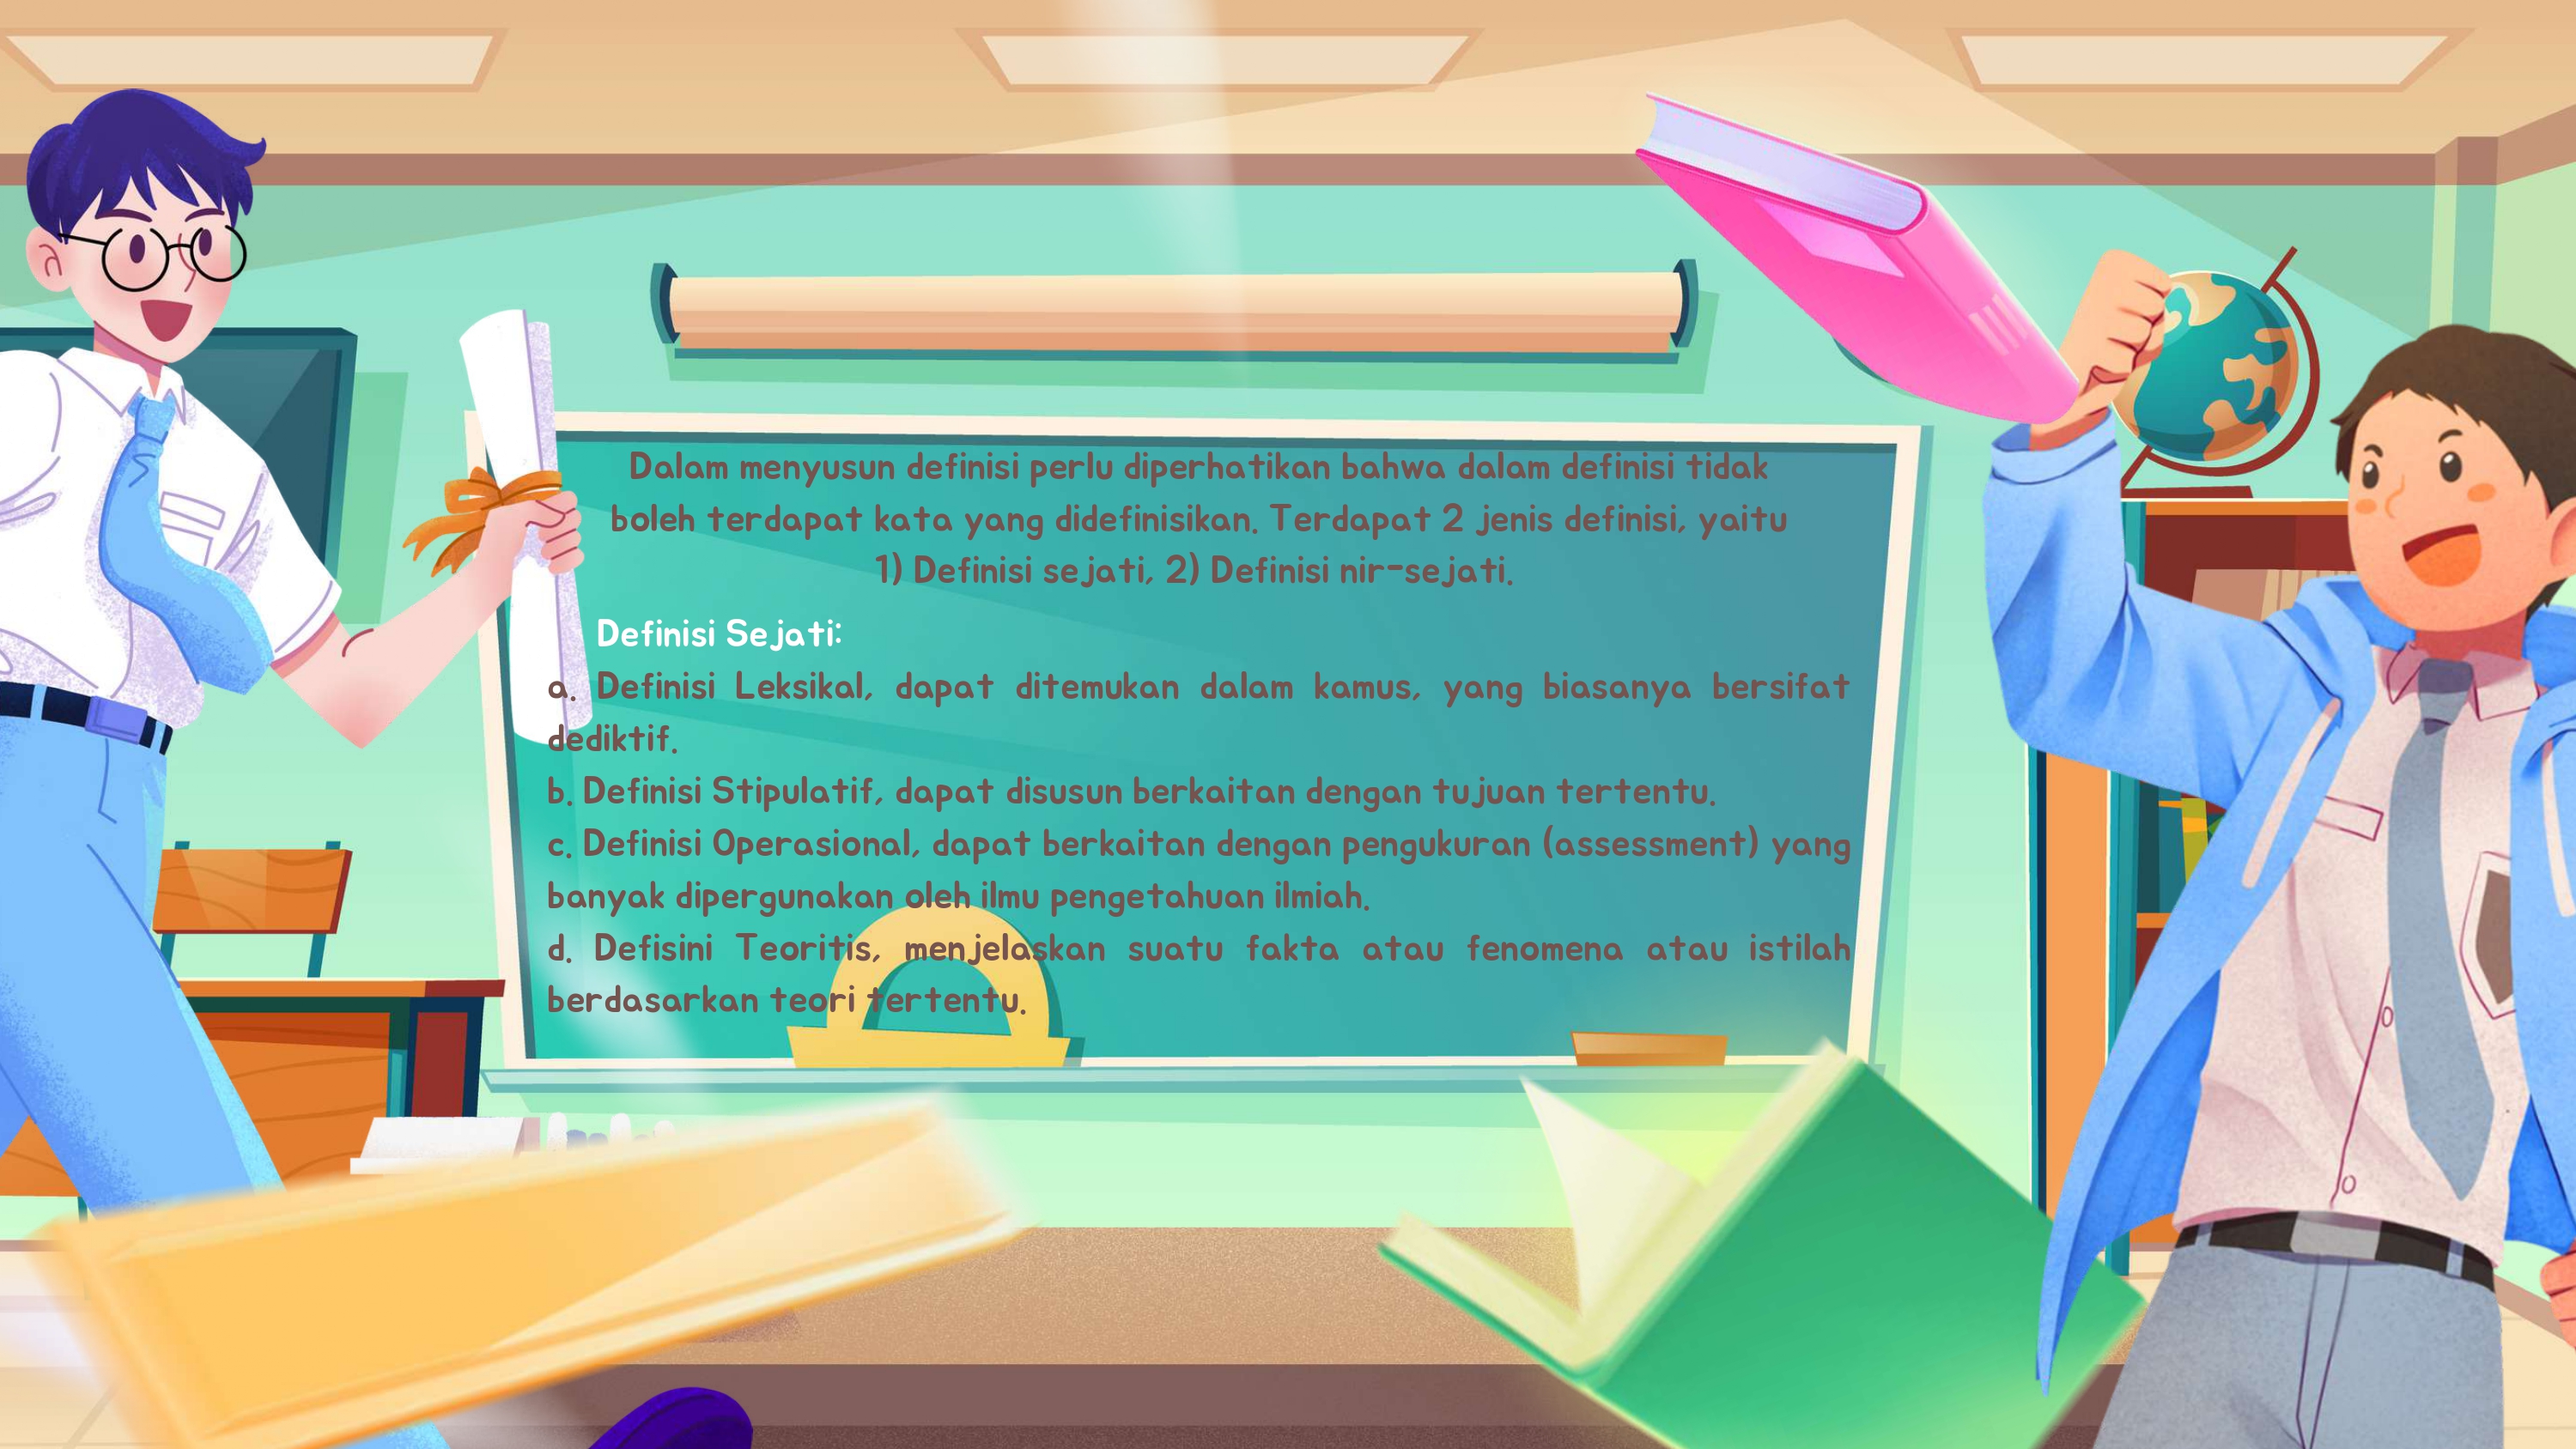 Dalam menyusun definisi perlu diperhatikan bahwa dalam definisi tidak
boleh terdapat kata yang didefinisikan. Terdapat 2 jenis definisi, yaitu
1) Definisi sejati, 2) Definisi nir-sejati.
Definisi Sejati:
a. Definisi Leksikal, dapat ditemukan dalam kamus, yang biasanya bersifat
dediktif.
b. Definisi Stipulatif, dapat disusun berkaitan dengan tujuan tertentu.
c. Definisi Operasional, dapat berkaitan dengan pengukuran (assessment) yang
banyak dipergunakan oleh ilmu pengetahuan ilmiah.
d. Defisini Teoritis, menjelaskan suatu fakta atau fenomena atau istilah
berdasarkan teori tertentu.